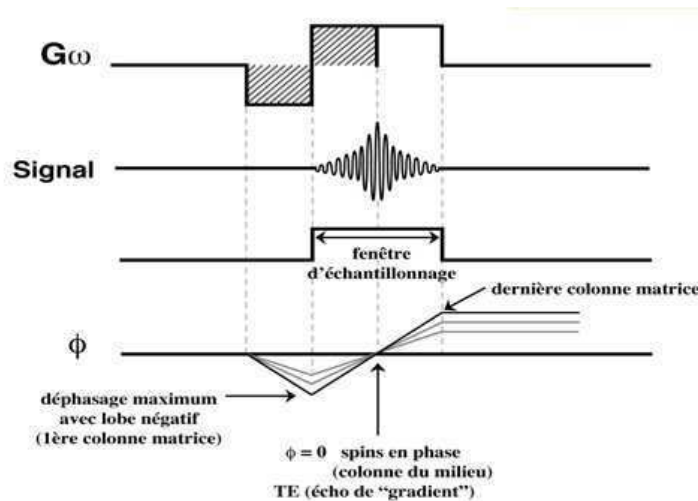 Gω
Signal
fenêtre
d'échantillonnage
dernière colonne matrice
ϕ
déphasage maximum
avec lobe négatif
(1ère colonne matrice)
ϕ = 0 spins en phase
(colonne du milieu)
TE (écho de "gradient")